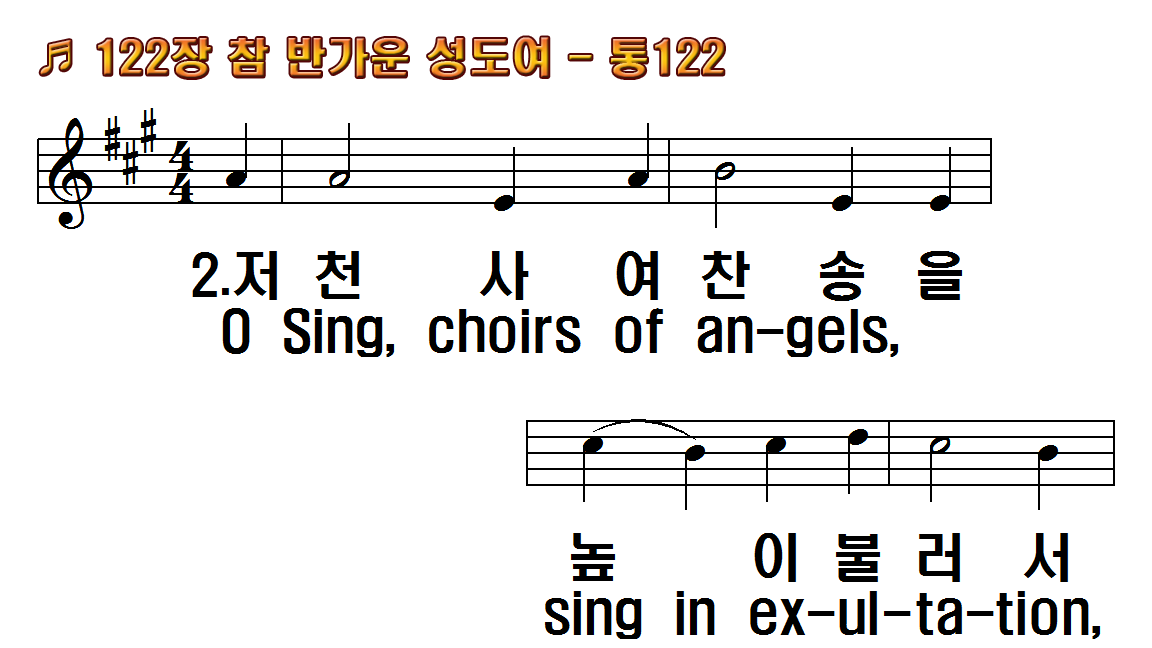 ♬ 122장 참 반가운 성도여 - 통122
4
4
2.저 천 사 여 찬 송 을
O Sing, choirs of an-gels,
높 이 불 러 서
sing in ex-ul-ta-tion,